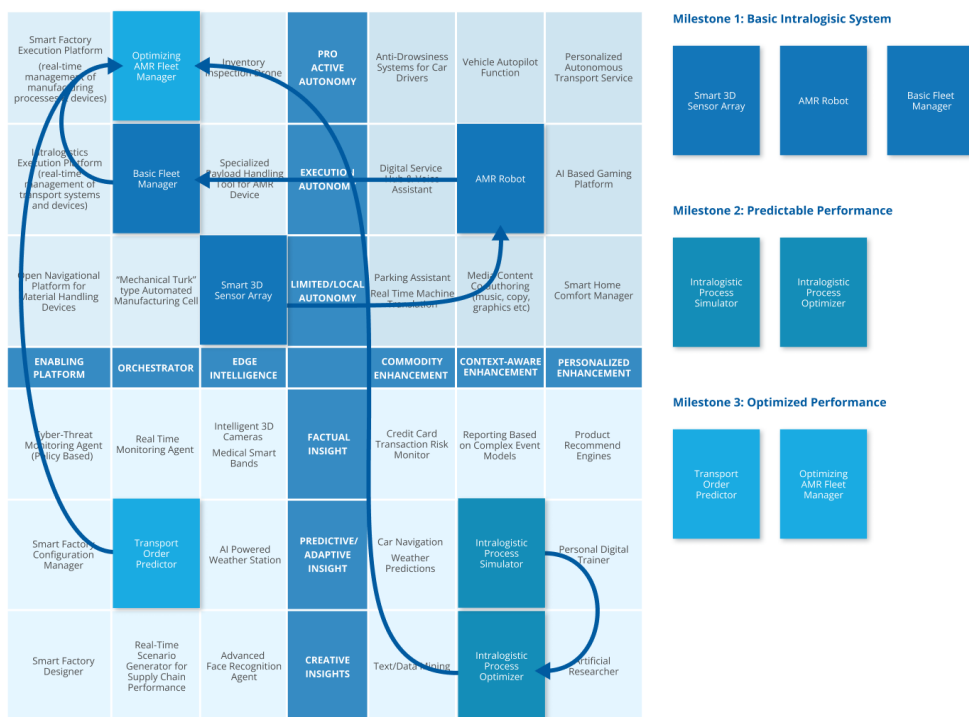 Smart Factory
Execution Platform
(real-time
management of
manufacturing
processes & devices)
Optimizing
AMR Fleet
Manager
Inventory
Inspection Drone
PRO
ACTIVE
AUTONOMY
Anti-Drowsiness
Systems for Car
Drivers
Vehicle Autopilot
Function
Personalized
Autonomous
Transport Service
Intralogistics
Execution Platform
(real-time
management of
transport systems
and devices)
Basic Fleet
Manager
Specialized
Payload Handling
Tool for AMR
Device
EXECUTION
AUTONOMY
Digital Service
Hub & Voice
Assistant
AMR Robot
AI Based Gaming
Platform
Open Navigational
Platform for
Material Handling
Devices
“Mechanical Turk”
type Automated
Manufacturing Cell
Smart 3D
Sensor Array
LIMITED/LOCAL
AUTONOMY
Parking Assistant
Real Time Machine
Translation
Media Content
Co-authoring
(music, copy,
graphics etc)
Smart Home
Comfort Manager
ENABLING
PLATFORM
ORCHESTRATOR
EDGE
INTELLIGENCE
COMMODITY
ENHANCEMENT
CONTEXT-AWARE
ENHANCEMENT
PERSONALIZED
ENHANCEMENT
Cyber-Threat
Monitoring Agent
(Policy Based)
Real Time
Monitoring Agent
Intelligent 3D
Cameras
Medical Smart
Bands
FACTUAL
INSIGHT
Credit Card
Transaction Risk
Monitor
Reporting Based
on Complex Event
Models
Product
Recommend
Engines
Smart Factory
Configuration
Manager
Transport
Order
Predictor
AI Powered
Weather Station
PREDICTIVE/
ADAPTIVE
INSIGHT
Car Navigation
Weather
Predictions
Intralogistic
Process
Simulator
Personal Digital
Trainer
Smart Factory
Designer
Real-Time
Scenario
Generator for
Supply Chain
Performance
Advanced
Face Recognition
Agent
CREATIVE
INSIGHTS
Text/Data Mining
Intralogistic
Process
Optimizer
Artificial
Researcher
Milestone 1: Basic Intralogisic System
Smart 3D
Sensor Array
AMR Robot
Basic Fleet
Manager
Milestone 2: Predictable Performance
Intralogistic
Process
Simulator
Intralogistic
Process
Optimizer
Milestone 3: Optimized Performance
Transport
Order
Predictor
Optimizing
AMR Fleet
Manager